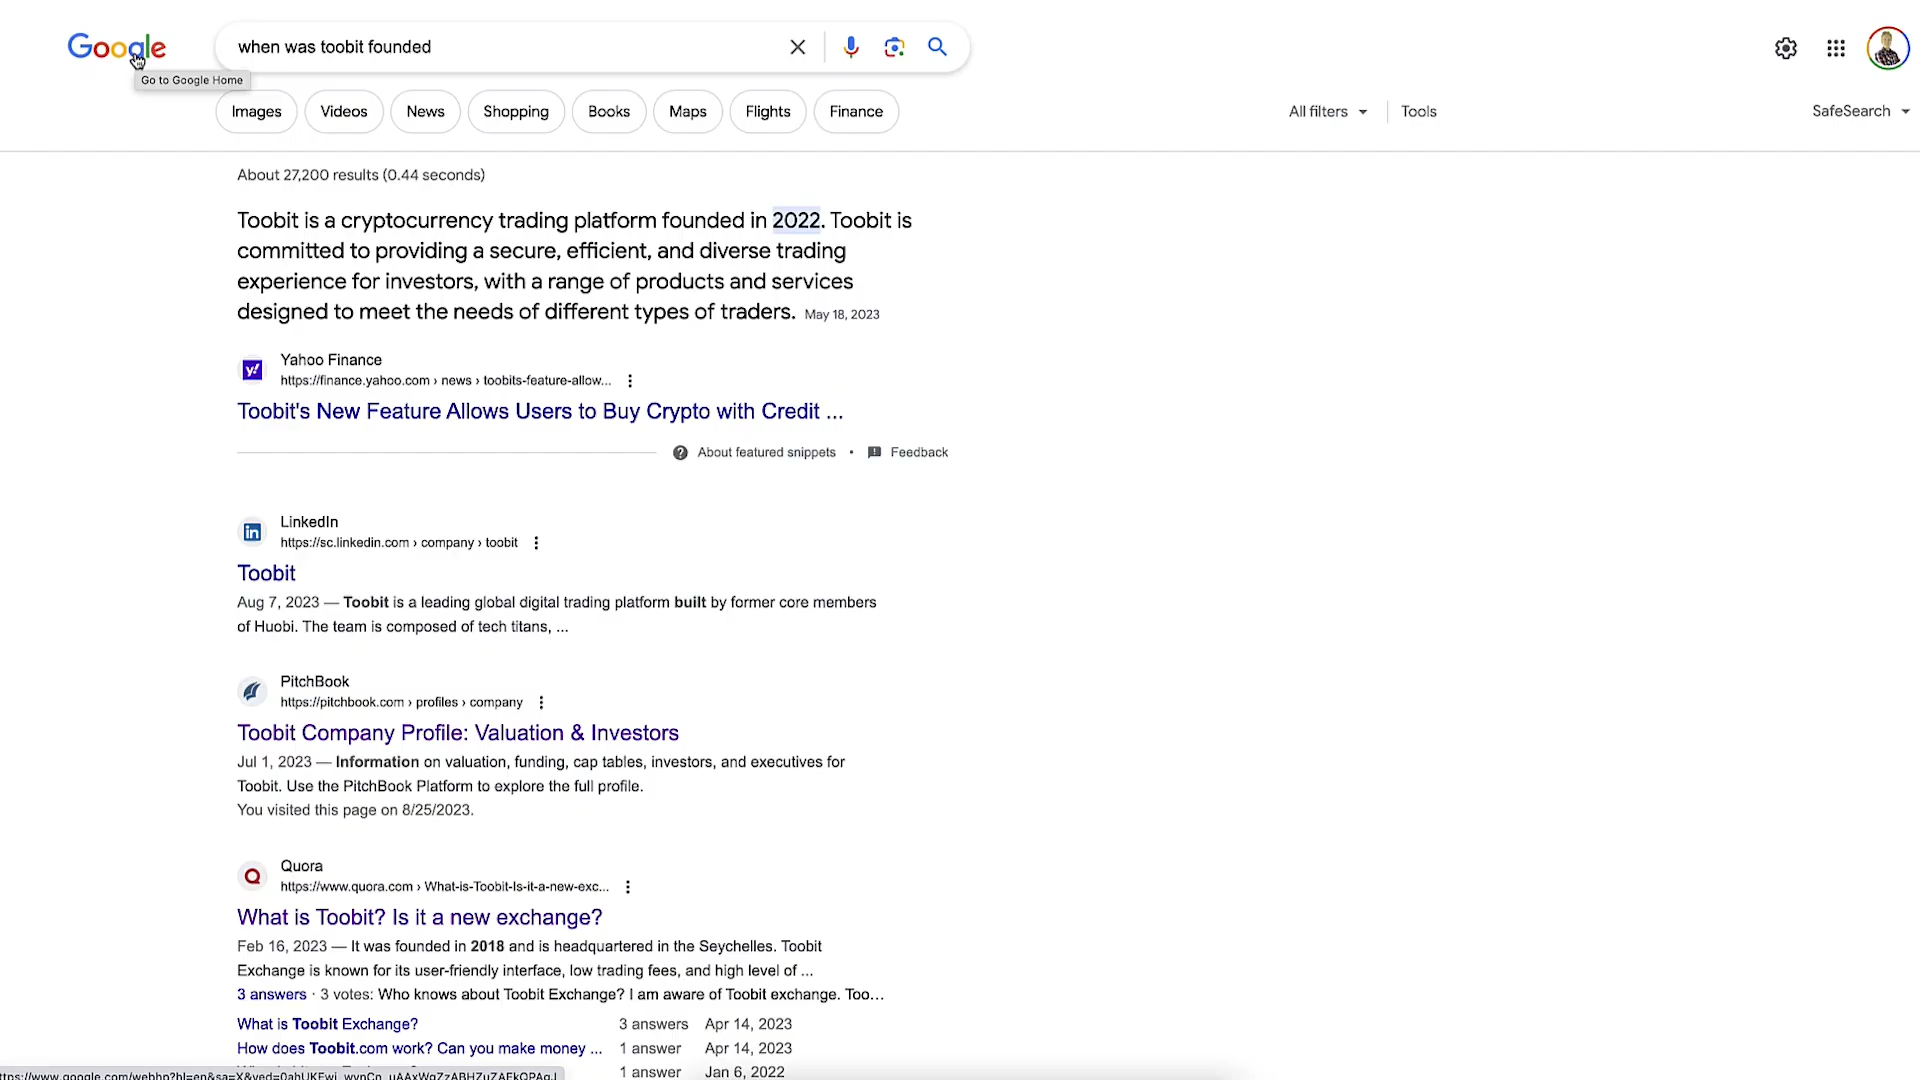 Google
when was toobit founded
Go to Google Home
Images
Videos
News
Shopping
Books
Maps
Flights
Finance
All filters
Tools
SafeSearch
About 27,200 results (0.44 seconds)
Toobit is a cryptocurrency trading platform founded in 2022. Toobit is
committed to providing a secure, efficient, and diverse trading
experience for investors, with a range of products and services
designed to meet the needs of different types of traders. May 18, 2023
Yahoo Finance
https://finance.yahoo.com › news › toobits-feature-allow...
Toobit's New Feature Allows Users to Buy Crypto with Credit ...
About featured snippets • Feedback
LinkedIn
https://sc.linkedin.com › company › toobit
Toobit
Aug 7, 2023 — Toobit is a leading global digital trading platform built by former core members
of Huobi. The team is composed of tech titans, ...
PitchBook
https://pitchbook.com › profiles › company
Toobit Company Profile: Valuation & Investors
Jul 1, 2023 — Information on valuation, funding, cap tables, investors, and executives for
Toobit. Use the PitchBook Platform to explore the full profile.
You visited this page on 8/25/2023.
Quora
https://www.quora.com › What-is-Toobit-Is-it-a-new-exc...
What is Toobit? Is it a new exchange?
Feb 16, 2023 — It was founded in 2018 and is headquartered in the Seychelles. Toobit
Exchange is known for its user-friendly interface, low trading fees, and high level of ...
3 answers · 3 votes: Who knows about Toobit Exchange? I am aware of Toobit exchange. Too...
What is Toobit Exchange? 3 answers Apr 14, 2023
How does Toobit.com work? Can you make money ... 1 answer Apr 14, 2023
1 answer Jan 6, 2022